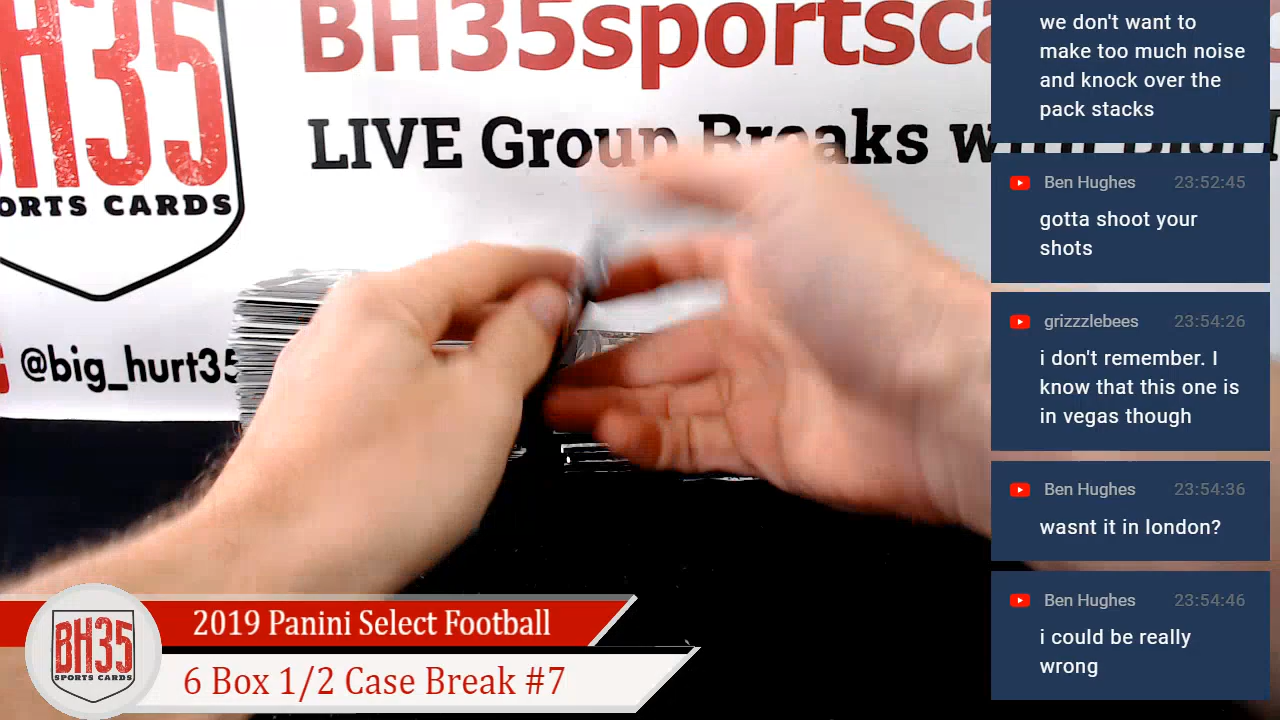 BH35sportsca
LIVE Group Breaks with
BH35
ORTS CARDS
@big_hurt35
we don't want to
make too much noise
and knock over the
pack stacks
Ben Hughes 23:52:45
gotta shoot your
shots
grizzzlebees 23:54:26
i don't remember. I
know that this one is
in vegas though
Ben Hughes 23:54:36
wasnt it in london?
Ben Hughes 23:54:46
i could be really
wrong
2019 Panini Select Football
6 Box 1/2 Case Break #7
BH35
SPORTS CARDS